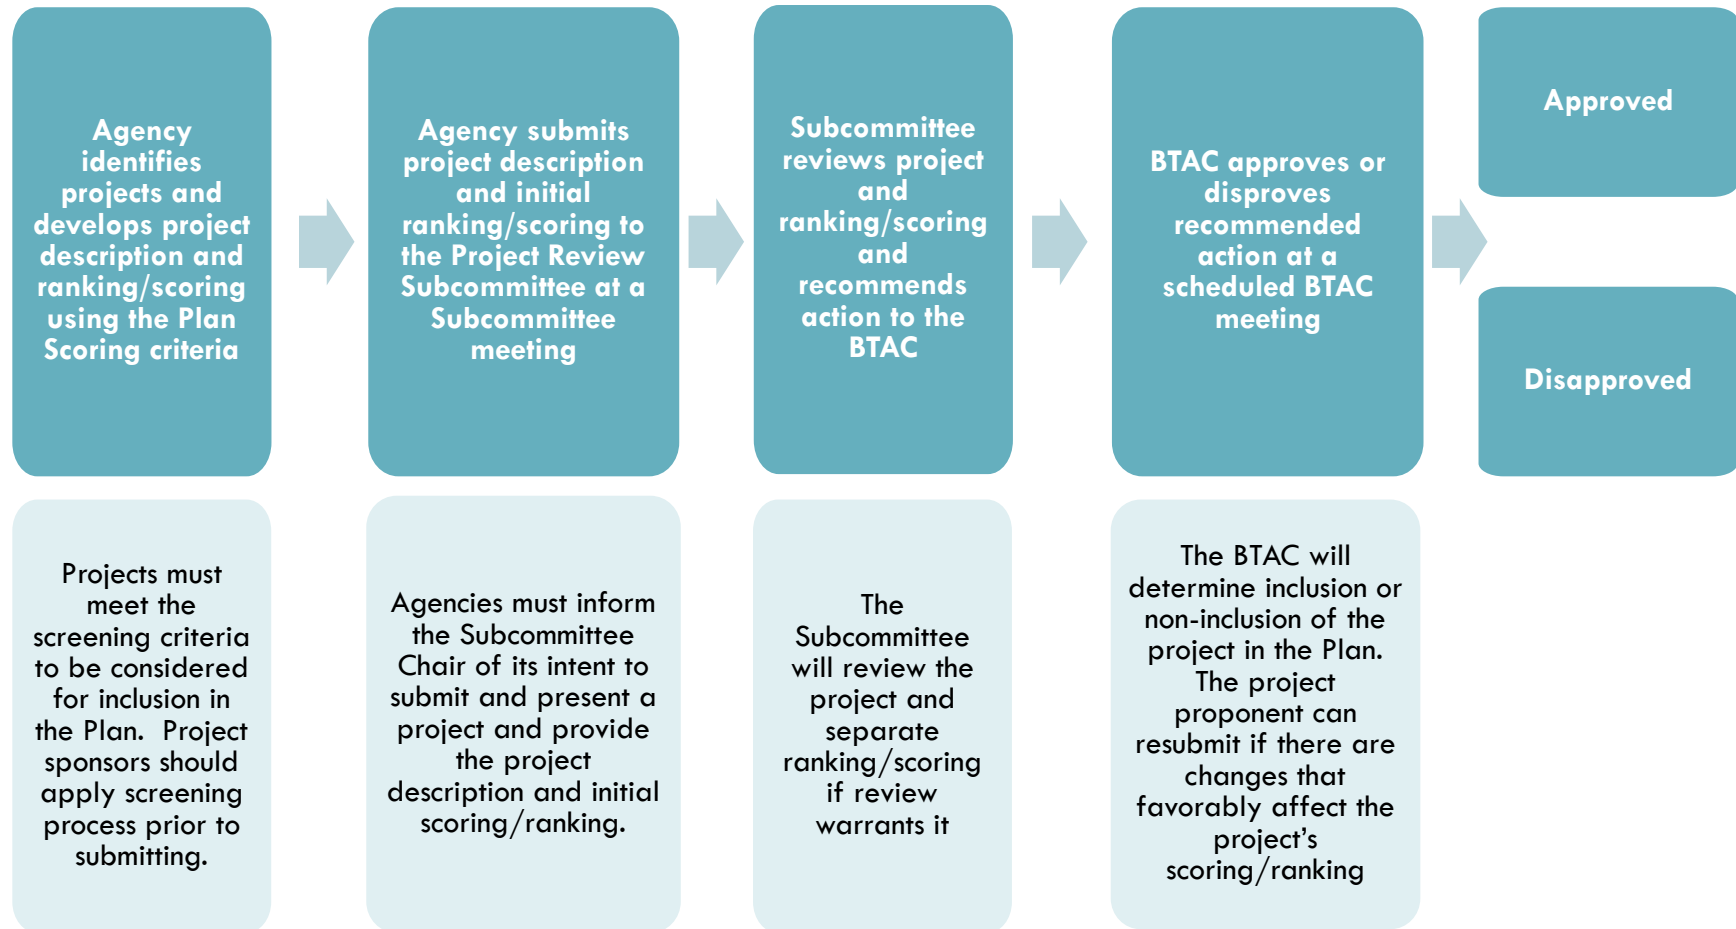 Agency
identifies
projects and
develops project
description and
ranking/scoring
using the Plan
Scoring criteria
Agency submits
project description
and initial
ranking/scoring to
the Project Review
Subcommittee at a
Subcommittee
meeting
Subcommittee
reviews project
and
ranking/scoring
and
recommends
action to the
BTAC
BTAC approves or
disproves
recommended
action at a
scheduled BTAC
meeting
Approved
Disapproved
Projects must
meet the
screening criteria
to be considered
for inclusion in
the Plan.  Project
sponsors should
apply screening
process prior to
submitting.
Agencies must inform
the Subcommittee
Chair of its intent to
submit and present a
project and provide
the project
description and initial
scoring/ranking.
The
Subcommittee
will review the
project and
separate
ranking/scoring
if review
warrants it
The BTAC will
determine inclusion or
non-inclusion of the
project in the Plan.
The project
proponent can
resubmit if there are
changes that
favorably affect the
project’s
scoring/ranking